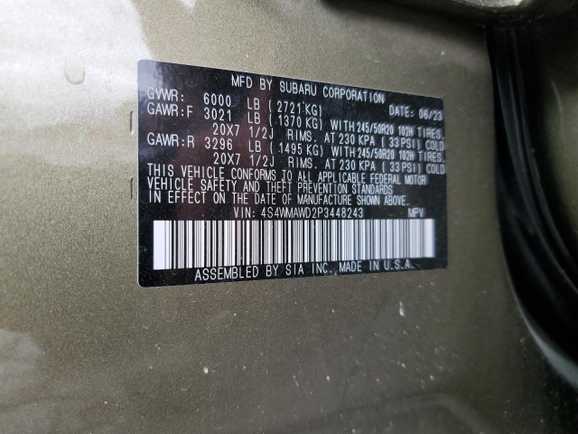 MFD BY SUBARU CORPORATION
GVWR: 6000 LB (2721 KG) DATE: 06/23
GAWR:F 3021 LB (1370 KG) WITH 245/50R20 102H TIRES,
20X7 1/2J RIMS, AT 230 KPA (33 PSI) COLD
GAWR:R 3296 LB (1495 KG) WITH 245/50R20 102H TIRES,
20X7 1/2J RIMS, AT 230 KPA (33 PSI) COLD
THIS VEHICLE CONFORMS TO ALL APPLICABLE FEDERAL MOTOR
VEHICLE SAFETY AND THEFT PREVENTION STANDARDS
IN EFFECT ON THE DATE OF MANUFACTURE SHOWN ABOVE.
VIN: 4S4WMAWD2P3448243 MPV
ASSEMBLED BY SIA INC, MADE IN U.S.A.